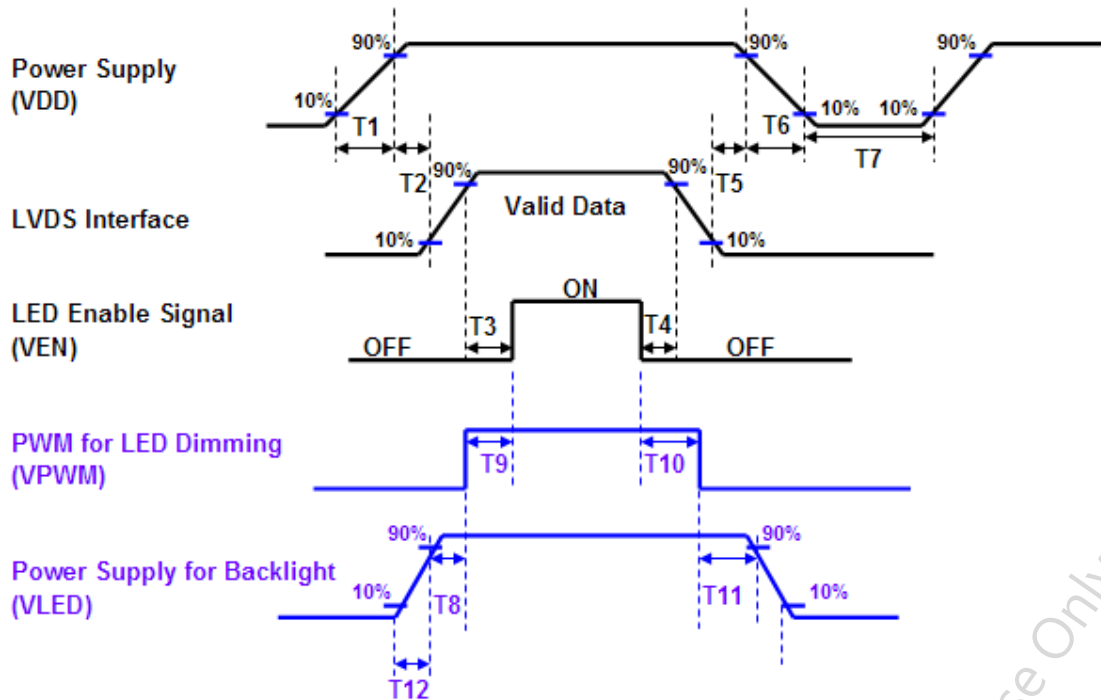 90%
90%
90%
Power Supply
(VDD)
10%
10%
10%
T1
T6
T7
T2
90%
90%
T5
LVDS Interface
Valid Data
10%
10%
ON
LED Enable Signal
(VEN)
T3
T4
OFF
OFF
PWM for LED Dimming
(VPWM)
T9
T10
90%
90%
Power Supply for Backlight
(VLED)
10%
T8
T11
10%
T12
se Only